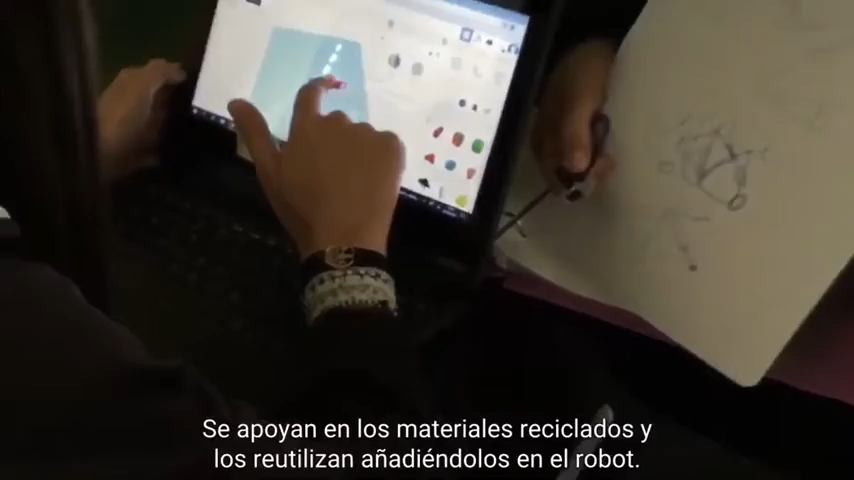 Se apoyan en los materiales reciclados y
los reutilizan añadiéndolos en el robot.